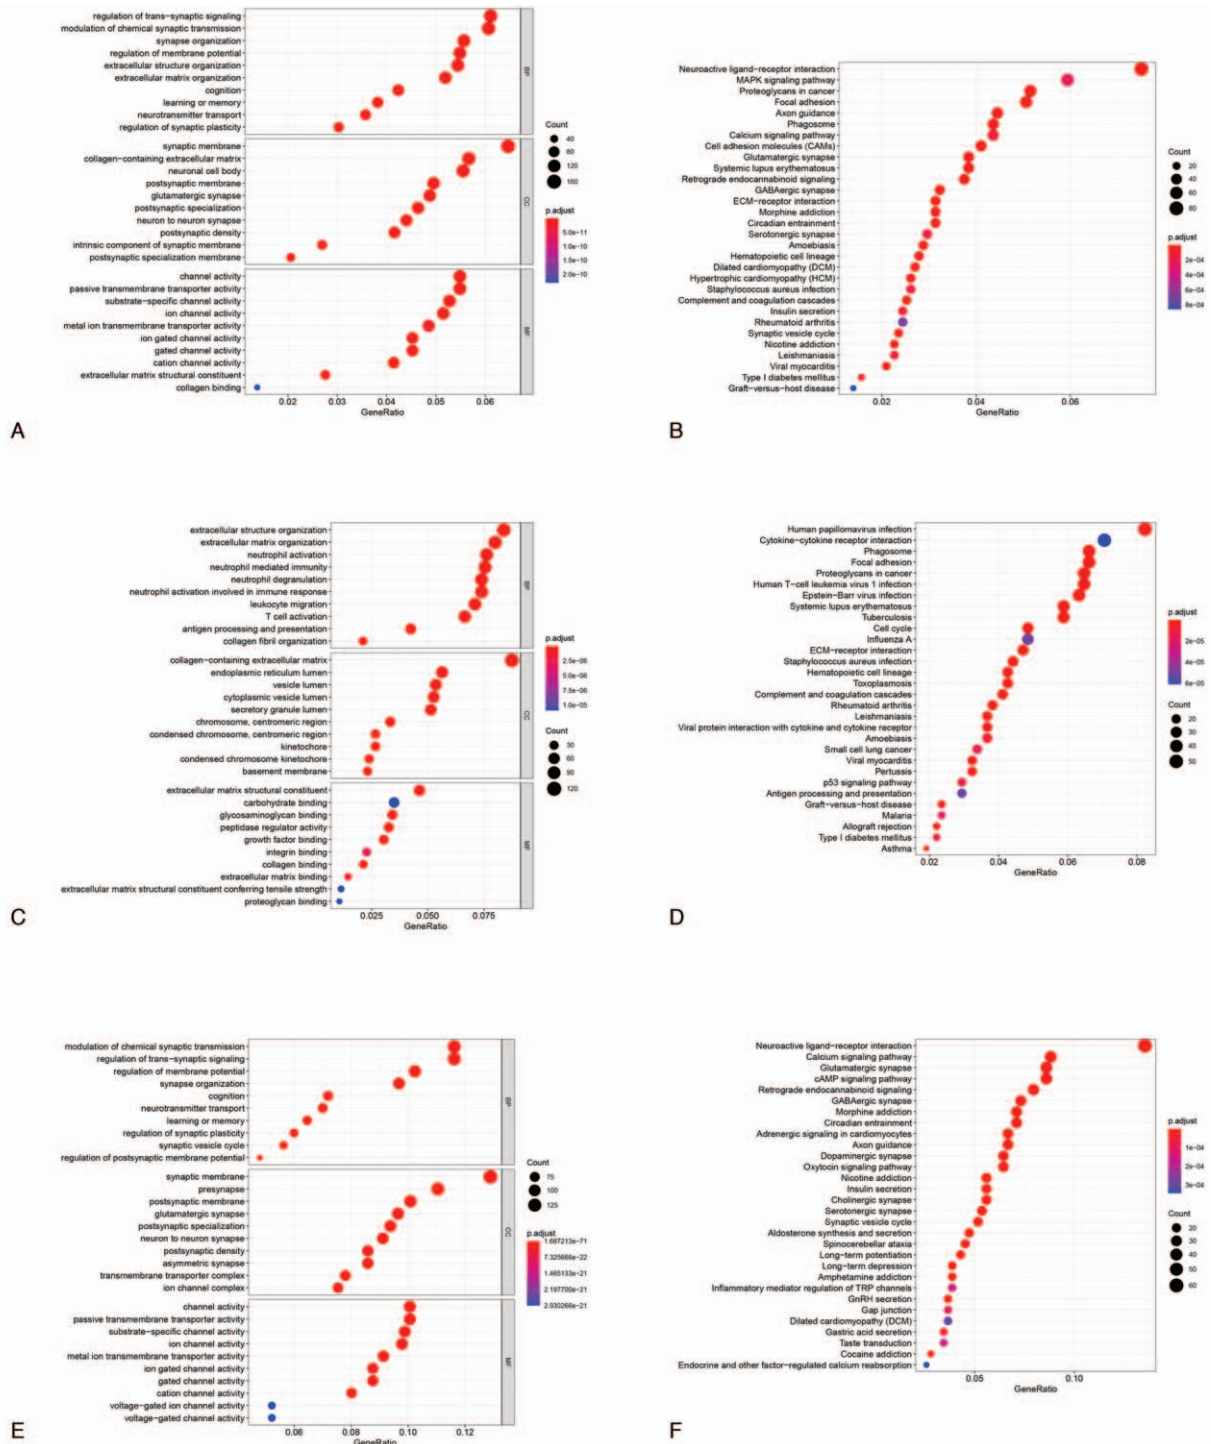 regulation of trans-synaptic signaling
modulation of chemical synaptic transmission
synapse organization
regulation of membrane potential
extracellular structure organization
extracellular matrix organization
cognition
learning or memory
neurotransmitter transport
regulation of synaptic plasticity
BP
synaptic membrane
collagen-containing extracellular matrix
neuronal cell body
postsynaptic membrane
glutamatergic synapse
postsynaptic specialization
neuron to neuron synapse
postsynaptic density
intrinsic component of synaptic membrane
postsynaptic specialization membrane
CC
channel activity
passive transmembrane transporter activity
substrate-specific channel activity
ion channel activity
metal ion transmembrane transporter activity
ion gated channel activity
gated channel activity
cation channel activity
extracellular matrix structural constituent
collagen binding
MF
0.02 0.03 0.04 0.05 0.06
GeneRatio
Count
40
80
120
160
p.adjust
5.0e-11
1.0e-10
1.5e-10
2.0e-10
A
Neuroactive ligand-receptor interaction
MAPK signaling pathway
Proteoglycans in cancer
Focal adhesion
Axon guidance
Phagosome
Calcium signaling pathway
Cell adhesion molecules (CAMs)
Glutamatergic synapse
Systemic lupus erythematosus
Retrograde endocannabinoid signaling
GABAergic synapse
ECM-receptor interaction
Morphine addiction
Circadian entrainment
Serotonergic synapse
Amoebiasis
Hematopoietic cell lineage
Dilated cardiomyopathy (DCM)
Hypertrophic cardiomyopathy (HCM)
Staphylococcus aureus infection
Complement and coagulation cascades
Insulin secretion
Rheumatoid arthritis
Synaptic vesicle cycle
Nicotine addiction
Leishmaniasis
Viral myocarditis
Type I diabetes mellitus
Graft-versus-host disease
0.02 0.04 0.06
GeneRatio
Count
20
40
60
80
p.adjust
2e-04
4e-04
6e-04
8e-04
B
extracellular structure organization
extracellular matrix organization
neutrophil activation
neutrophil mediated immunity
neutrophil degranulation
neutrophil activation involved in immune response
leukocyte migration
T cell activation
antigen processing and presentation
collagen fibril organization
BP
collagen-containing extracellular matrix
endoplasmic reticulum lumen
vesicle lumen
cytoplasmic vesicle lumen
secretory granule lumen
chromosome, centromeric region
condensed chromosome, centromeric region
kinetochore
condensed chromosome kinetochore
basement membrane
CC
extracellular matrix structural constituent
carbohydrate binding
glycosaminoglycan binding
peptidase regulator activity
growth factor binding
integrin binding
collagen binding
extracellular matrix binding
extracellular matrix structural constituent conferring tensile strength
proteoglycan binding
MF
0.025 0.050 0.075
GeneRatio
p.adjust
2.5e-06
5.0e-06
7.5e-06
1.0e-05
Count
30
60
90
120
C
Human papillomavirus infection
Cytokine-cytokine receptor interaction
Phagosome
Focal adhesion
Proteoglycans in cancer
Human T-cell leukemia virus 1 infection
Epstein-Barr virus infection
Systemic lupus erythematosus
Tuberculosis
Cell cycle
Influenza A
ECM-receptor interaction
Staphylococcus aureus infection
Hematopoietic cell lineage
Toxoplasmosis
Complement and coagulation cascades
Rheumatoid arthritis
Leishmaniasis
Viral protein interaction with cytokine and cytokine receptor
Amoebiasis
Small cell lung cancer
Viral myocarditis
Pertussis
p53 signaling pathway
Antigen processing and presentation
Graft-versus-host disease
Malaria
Allograft rejection
Type I diabetes mellitus
Asthma
0.02 0.04 0.06 0.08
GeneRatio
p.adjust
2e-05
4e-05
6e-05
Count
20
30
40
50
D
modulation of chemical synaptic transmission
regulation of trans-synaptic signaling
regulation of membrane potential
synapse organization
cognition
neurotransmitter transport
learning or memory
regulation of synaptic plasticity
synaptic vesicle cycle
regulation of postsynaptic membrane potential
BP
synaptic membrane
presynapse
postsynaptic membrane
glutamatergic synapse
postsynaptic specialization
neuron to neuron synapse
postsynaptic density
asymmetric synapse
transmembrane transporter complex
ion channel complex
CC
channel activity
passive transmembrane transporter activity
substrate-specific channel activity
ion channel activity
metal ion transmembrane transporter activity
ion gated channel activity
gated channel activity
cation channel activity
voltage-gated ion channel activity
voltage-gated channel activity
MF
0.06 0.08 0.10 0.12
GeneRatio
Count
75
100
125
p.adjust
1.697213e-71
7.325666e-22
1.465133e-21
2.197700e-21
2.930266e-21
E
Neuroactive ligand-receptor interaction
Calcium signaling pathway
Glutamatergic synapse
cAMP signaling pathway
Retrograde endocannabinoid signaling
GABAergic synapse
Morphine addiction
Circadian entrainment
Adrenergic signaling in cardiomyocytes
Axon guidance
Dopaminergic synapse
Oxytocin signaling pathway
Nicotine addiction
Insulin secretion
Cholinergic synapse
Serotonergic synapse
Synaptic vesicle cycle
Aldosterone synthesis and secretion
Spinocerebellar ataxia
Long-term potentiation
Long-term depression
Amphetamine addiction
Inflammatory mediator regulation of TRP channels
GnRH secretion
Gap junction
Dilated cardiomyopathy (DCM)
Gastric acid secretion
Taste transduction
Cocaine addiction
Endocrine and other factor-regulated calcium reabsorption
0.05 0.10
GeneRatio
p.adjust
1e-04
2e-04
3e-04
Count
20
30
40
50
60
F